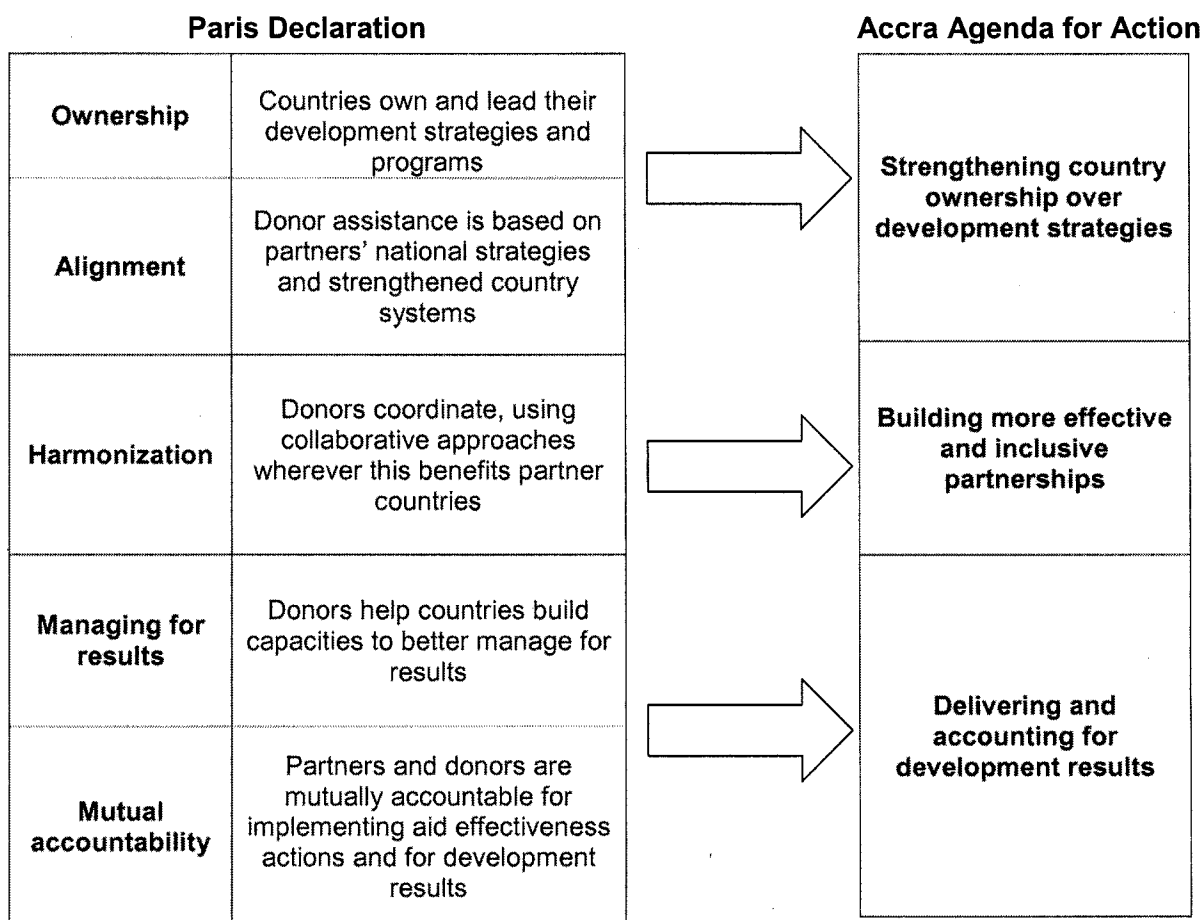 Paris Declaration
Accra Agenda for Action
Ownership
Countries own and lead their
development strategies and
programs
Alignment
Donor assistance is based on
partners' national strategies
and strengthened country
systems
Strengthening country
ownership over
development strategies
Harmonization
Donors coordinate, using
collaborative approaches
wherever this benefits partner
countries
Building more effective
and inclusive
partnerships
Managing for
results
Donors help countries build
capacities to better manage for
results
Mutual
accountability
Partners and donors are
mutually accountable for
implementing aid effectiveness
actions and for development
results
Delivering and
accounting for
development results